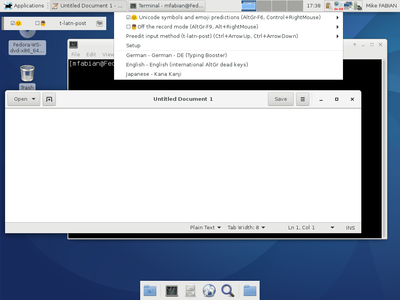 Applications
Untitled Document 1 - ...
Terminal - mfabian@Fed...
17:38
Mike FABIAN
t-latn-post
Unicode symbols and emoji predictions (AltGr-F6, Control+RightMouse)
Off the record mode (AltGr-F9, Alt+RightMouse)
Preedit input method (t-latn-post) (Ctrl+ArrowUp, Ctrl+ArrowDown)
Setup
German - German - DE (Typing Booster)
English - English (international AltGr dead keys)
Japanese - Kana Kanji
Fedora-WS-
dvd-x86_64...
Trash
File Edit View
[mfabian@Fed
Open
Untitled Document 1
Save
Plain Text
Tab Width: 8
Ln 1, Col 1
INS